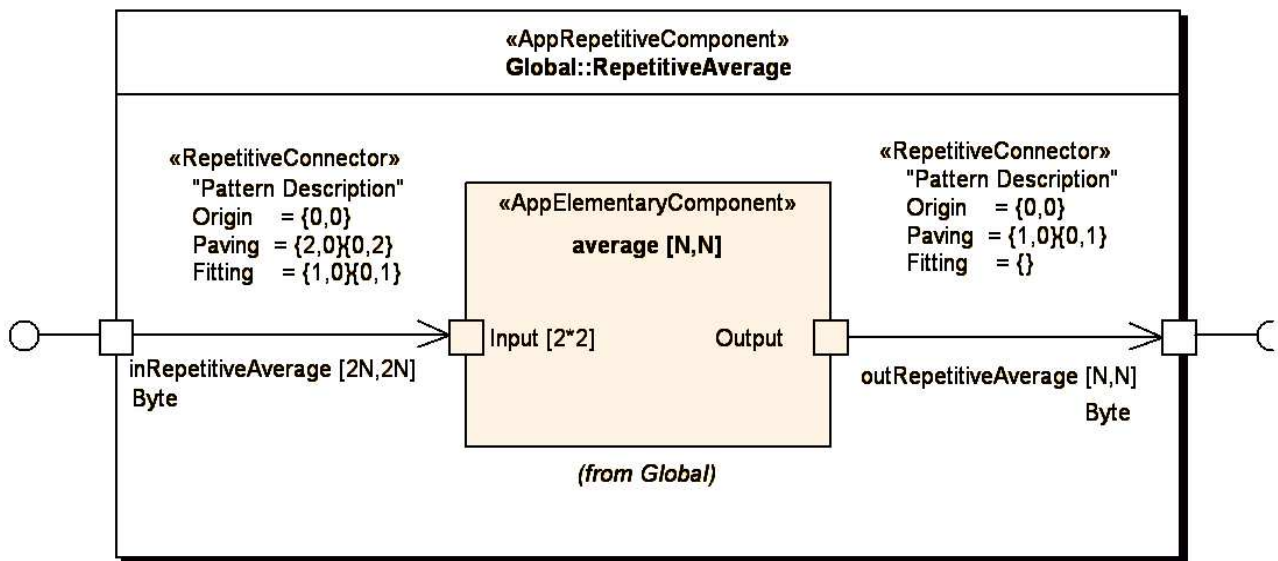 «AppRepetitiveComponent»
Global::RepetitiveAverage
«RepetitiveConnector»
"Pattern Description"
Origin = {0,0}
Paving = {2,0}{0,2}
Fitting = {1,0}{0,1}
«AppElementaryComponent»
average [N,N]
Input [2*2]
Output
(from Global)
«RepetitiveConnector»
"Pattern Description"
Origin = {0,0}
Paving = {1,0}{0,1}
Fitting = {}
inRepetitiveAverage [2N,2N]
Byte
outRepetitiveAverage [N,N]
Byte